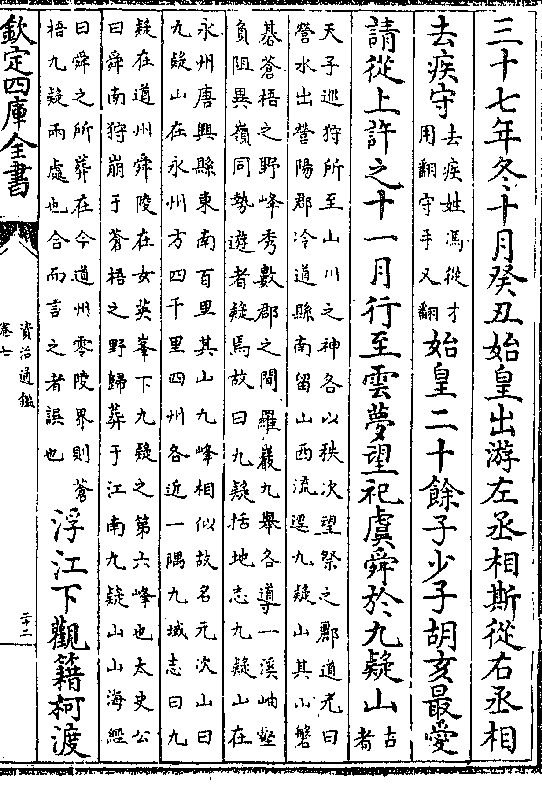 三十七年冬十月癸丑始皇出游左丞相斯從右丞相
去疾守
去疾姓馮從才
用翻守手又翻
始皇二十餘子少子胡亥最愛
請從上許之十一月行至雲夢望祀虞舜於九疑山
古
者
天子巡狩所至山川之神各以秩次望祭之酈道元曰
營水出營陽郡泠道縣南留山西流逕九疑山其山磐
基蒼梧之野峰秀數郡之間羅巖九舉各導一溪岫壑
負阻異嶺同勢遊者疑焉故曰九疑括地志九疑山在
永州唐興縣東南百里其山九峰相似故名元次山曰
九疑山在永州方四千里四州各近一隅九域志曰九
疑在道州舜陵在女英峯下九疑之第六峰也太史公
曰舜南狩崩于蒼梧之野歸葬于江南九疑山山海經
曰舜之所葬在今道州零陵界則蒼
梧九疑兩處也合而言之者誤也
浮江下觀籍柯渡
欽定四庫全書
資治通鑑
卷七
二十二